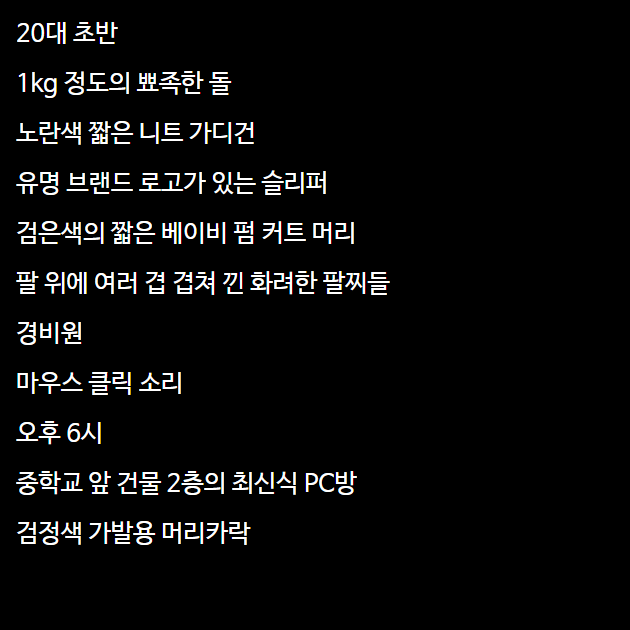 20대 초반
1kg 정도의 뾰족한 돌
노란색 짧은 니트 가디건
유명 브랜드 로고가 있는 슬리퍼
검은색의 짧은 베이비 펌 커트 머리
팔 위에 여러 겹 겹쳐 낀 화려한 팔찌들
경비원
마우스 클릭 소리
오후 6시
중학교 앞 건물 2층의 최신식 PC방
검정색 가발용 머리카락